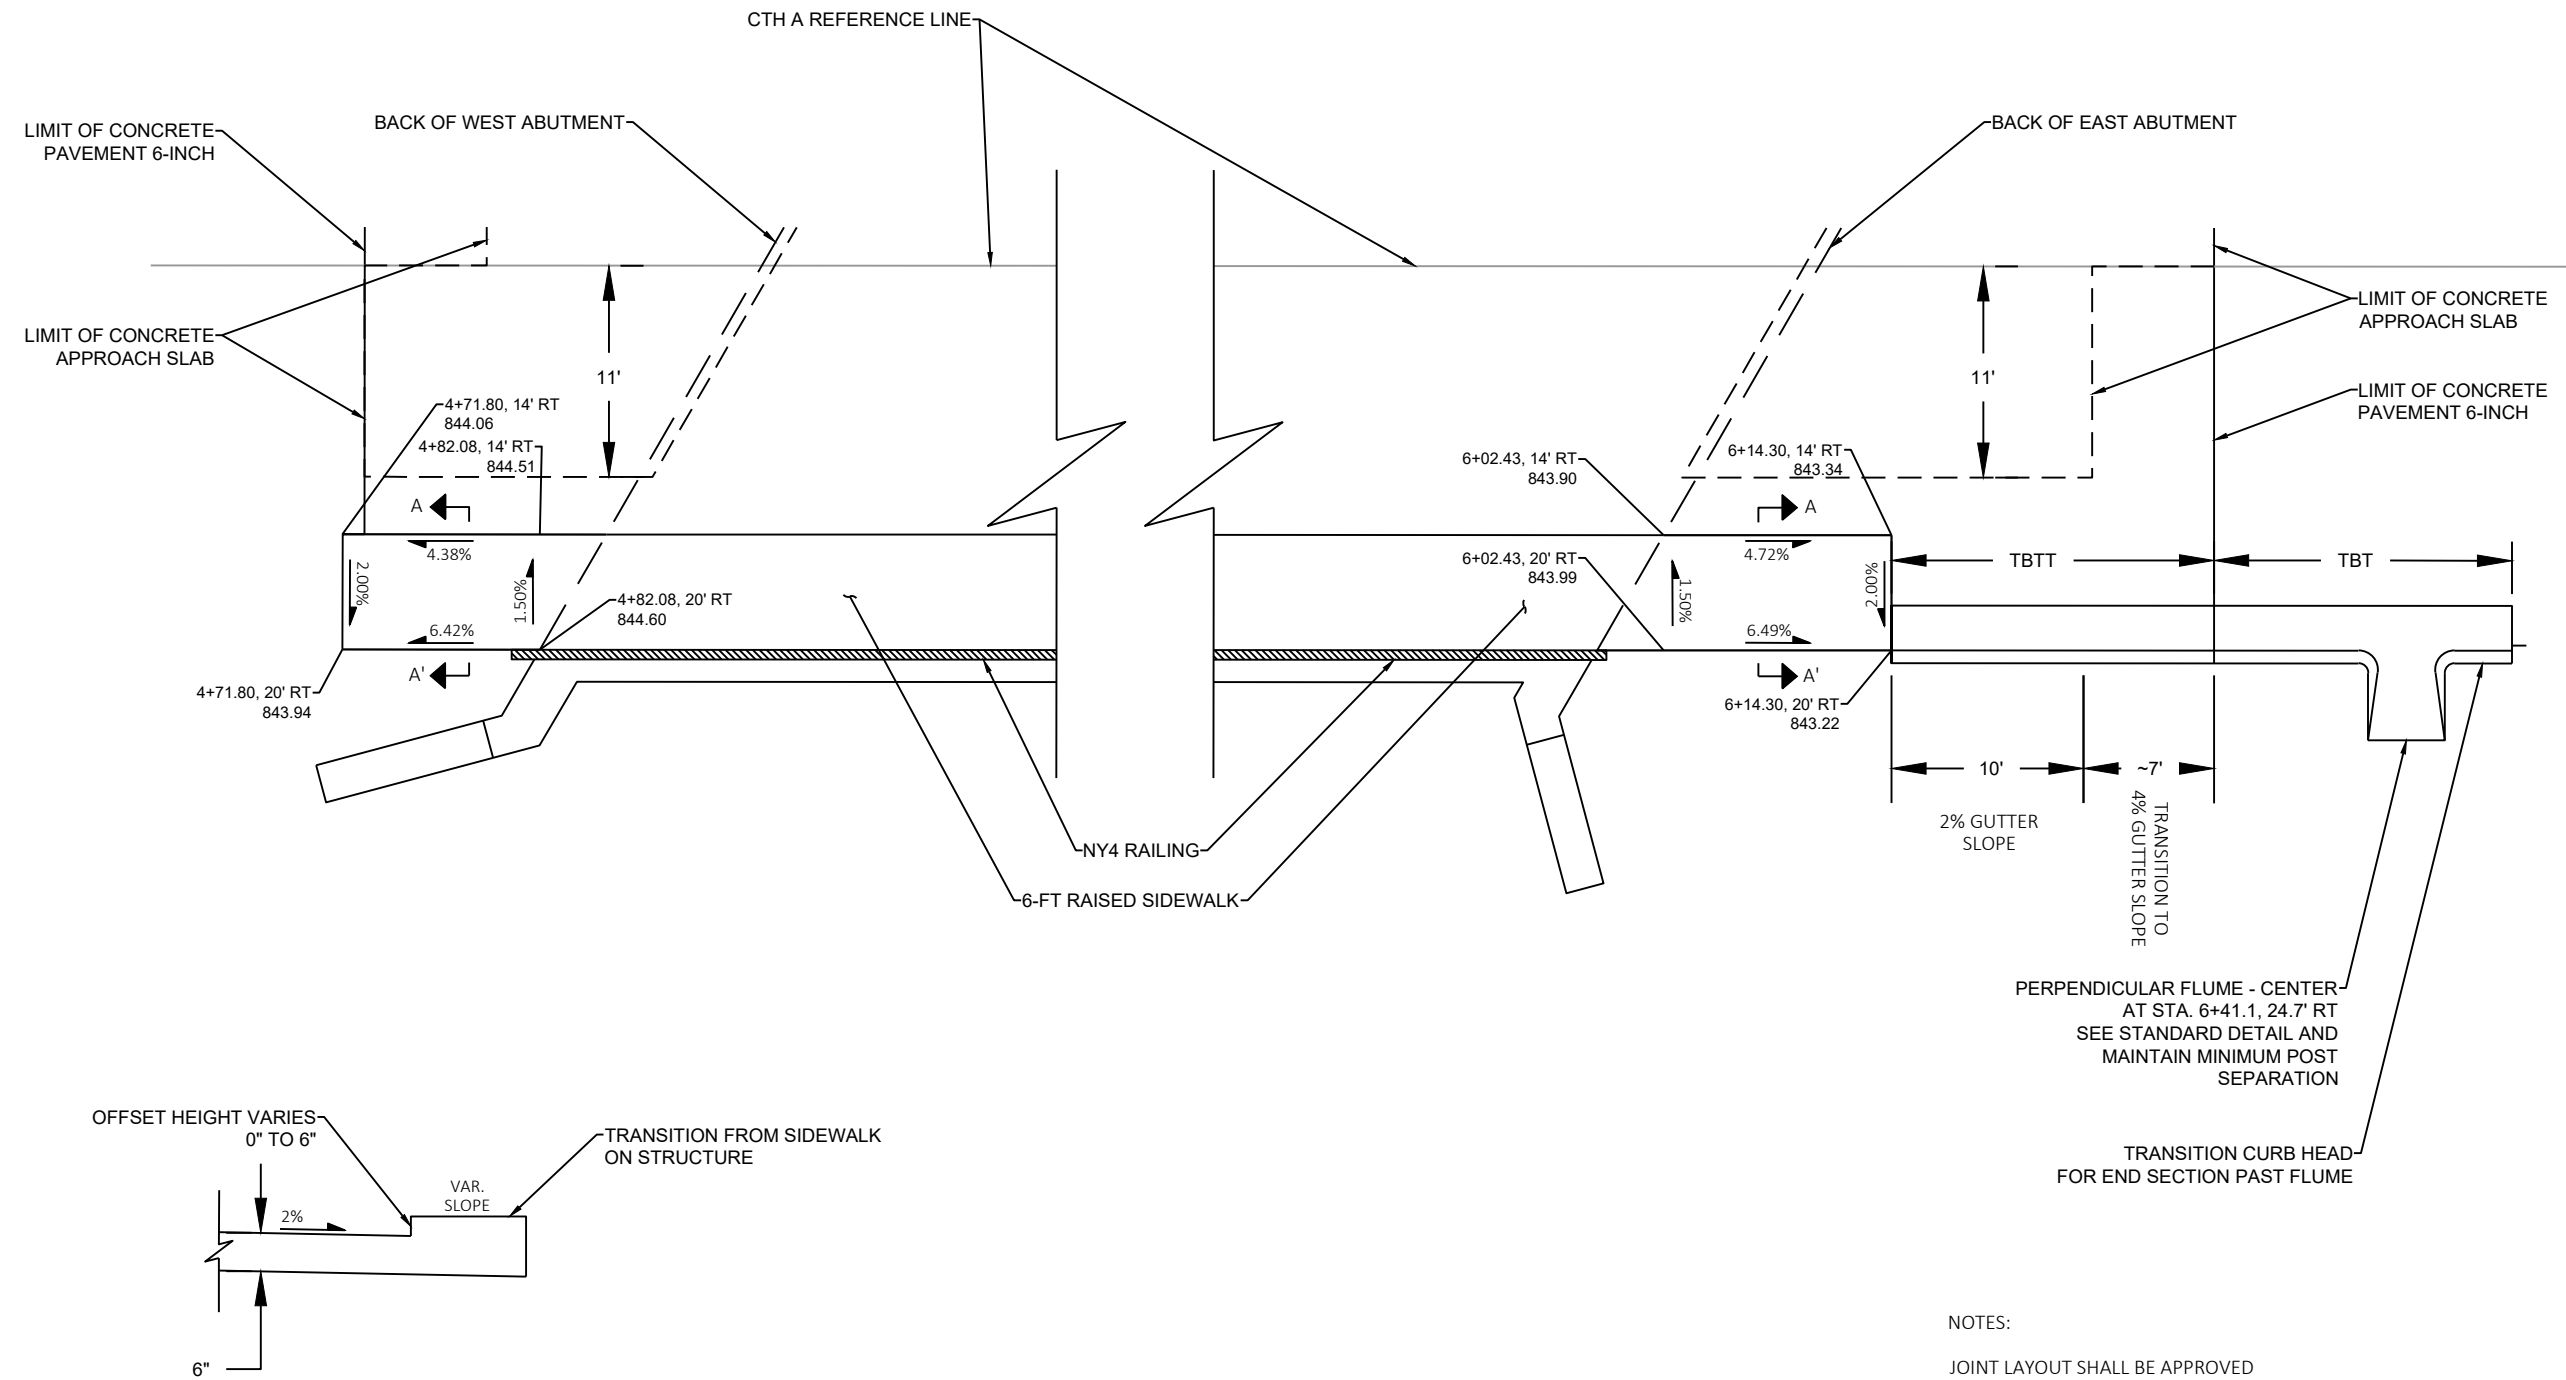 CTH A REFERENCE LINE
LIMIT OF CONCRETE
PAVEMENT 6-INCH
BACK OF WEST ABUTMENT
BACK OF EAST ABUTMENT
LIMIT OF CONCRETE
APPROACH SLAB
LIMIT OF CONCRETE
APPROACH SLAB
11'
11'
LIMIT OF CONCRETE
PAVEMENT 6-INCH
4+71.80, 14' RT
844.06
4+82.08, 14' RT
844.51
6+02.43, 14' RT
843.90
6+14.30, 14' RT
843.34
A
A
4.38%
4.72%
6+02.43, 20' RT
843.99
TBTT
TBT
2.00%
1.50%
1.50%
2.00%
4+82.08, 20' RT
844.60
6.42%
6.49%
A'
A'
4+71.80, 20' RT
843.94
6+14.30, 20' RT
843.22
10'
~7'
2% GUTTER
SLOPE
TRANSITION TO
4% GUTTER SLOPE
NY4 RAILING
6-FT RAISED SIDEWALK
PERPENDICULAR FLUME - CENTER
AT STA. 6+41.1, 24.7' RT
SEE STANDARD DETAIL AND
MAINTAIN MINIMUM POST
SEPARATION
TRANSITION CURB HEAD
FOR END SECTION PAST FLUME
OFFSET HEIGHT VARIES
0" TO 6"
TRANSITION FROM SIDEWALK
ON STRUCTURE
VAR.
SLOPE
2%
6"
NOTES:
JOINT LAYOUT SHALL BE APPROVED